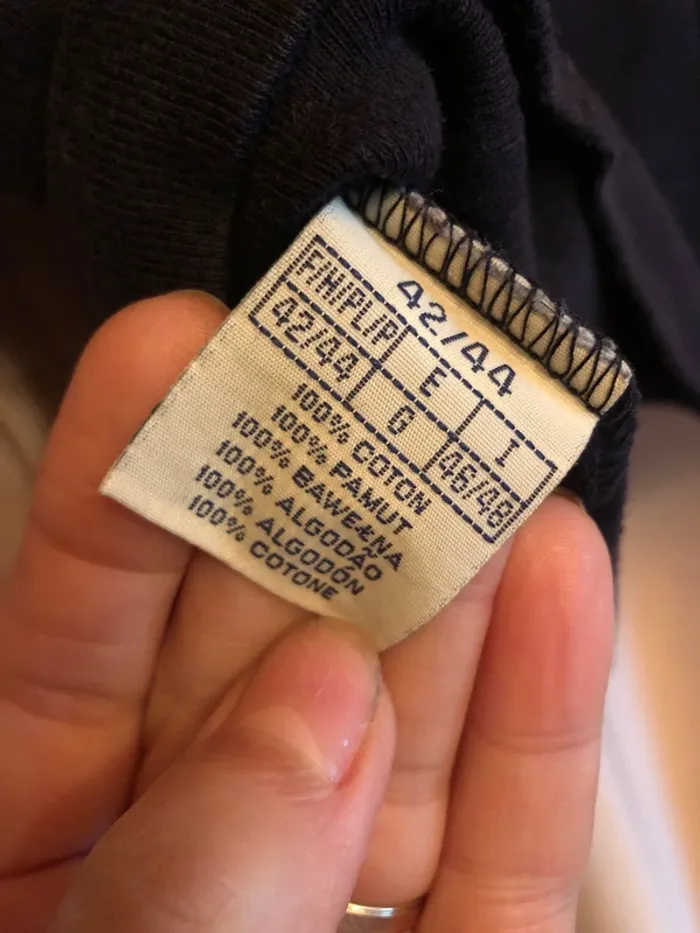 42/44
F/H/PL/P E I
42/44 G 46/48
100% COTON
100% PAMUT
100% BAWEŁNA
100% ALGODÃO
100% ALGODÓN
100% COTONE